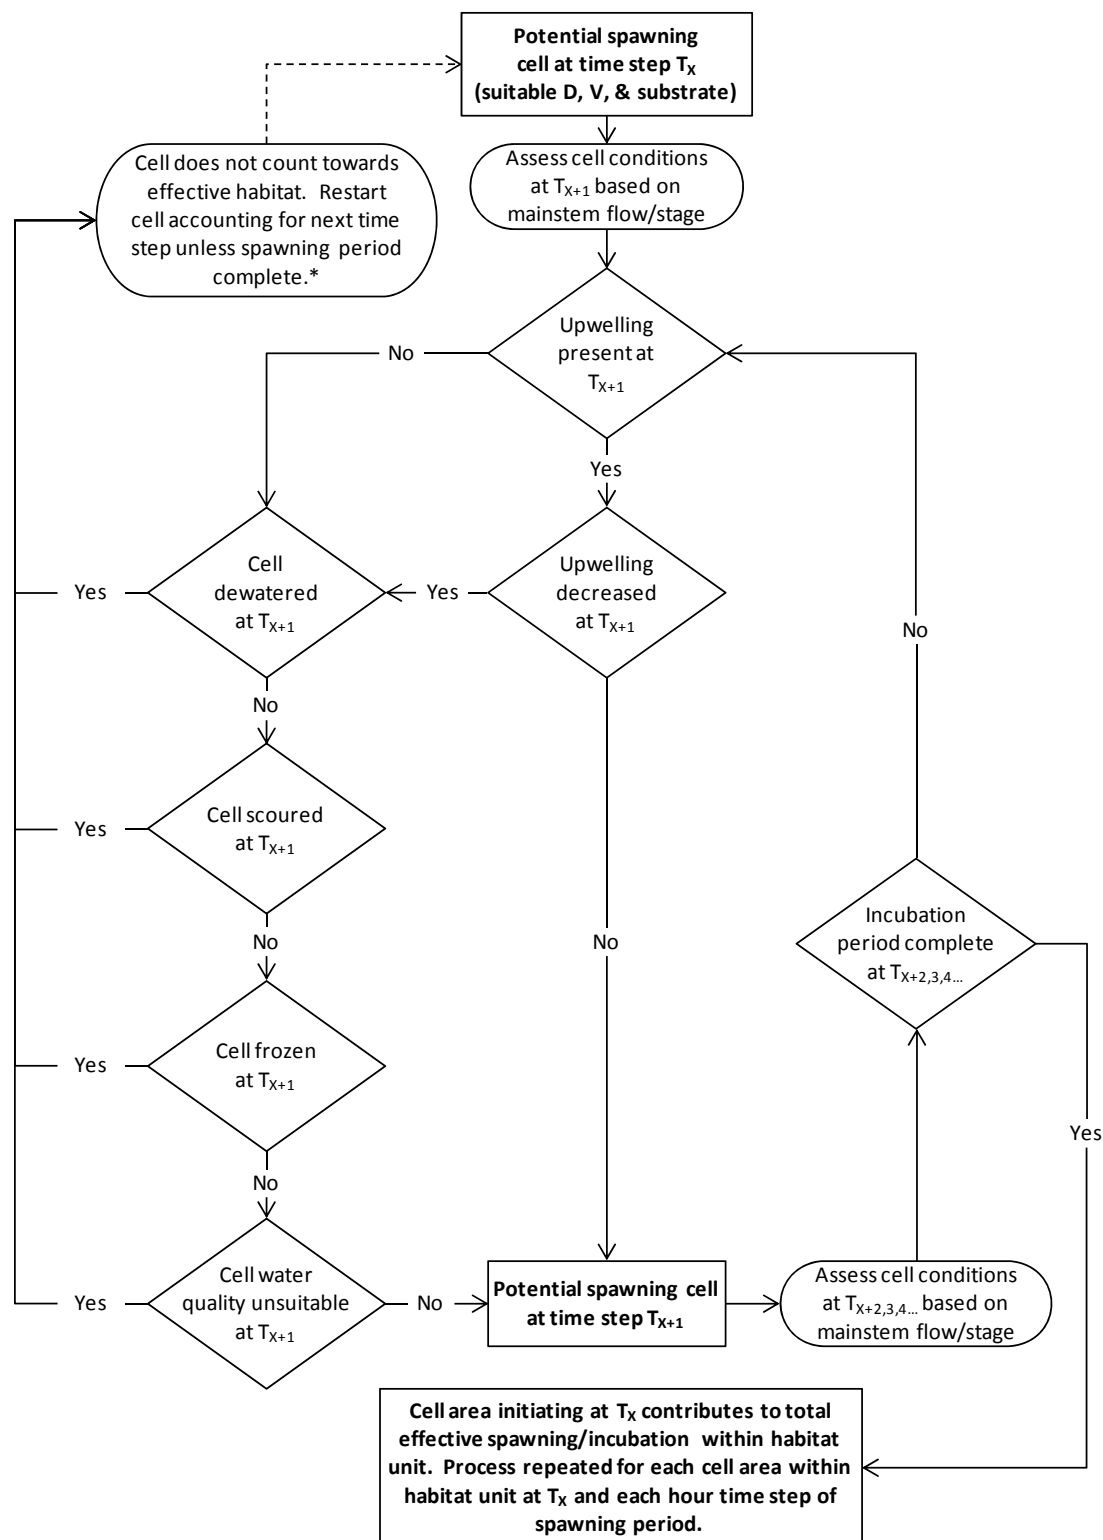 Potential spawning
cell at time step TX
(suitable D, V, & substrate)
Cell does not count towards
effective habitat. Restart
cell accounting for next time
step unless spawning period
complete.*
Assess cell conditions
at TX+1 based on
mainstem flow/stage
Upwelling
present at
TX+1
No
Yes
Cell
dewatered
at TX+1
Yes
Yes
Upwelling
decreased
at TX+1
No
No
Cell scoured
at TX+1
Yes
No
No
Incubation
period complete
at TX+2,3,4...
Cell frozen
at TX+1
Yes
Yes
No
Cell water
quality unsuitable
at TX+1
Yes
No
Potential spawning cell
at time step TX+1
Assess cell conditions
at TX+2,3,4... based on
mainstem flow/stage
Cell area initiating at TX contributes to total
effective spawning/incubation within habitat
unit. Process repeated for each cell area within
habitat unit at TX and each hour time step of
spawning period.